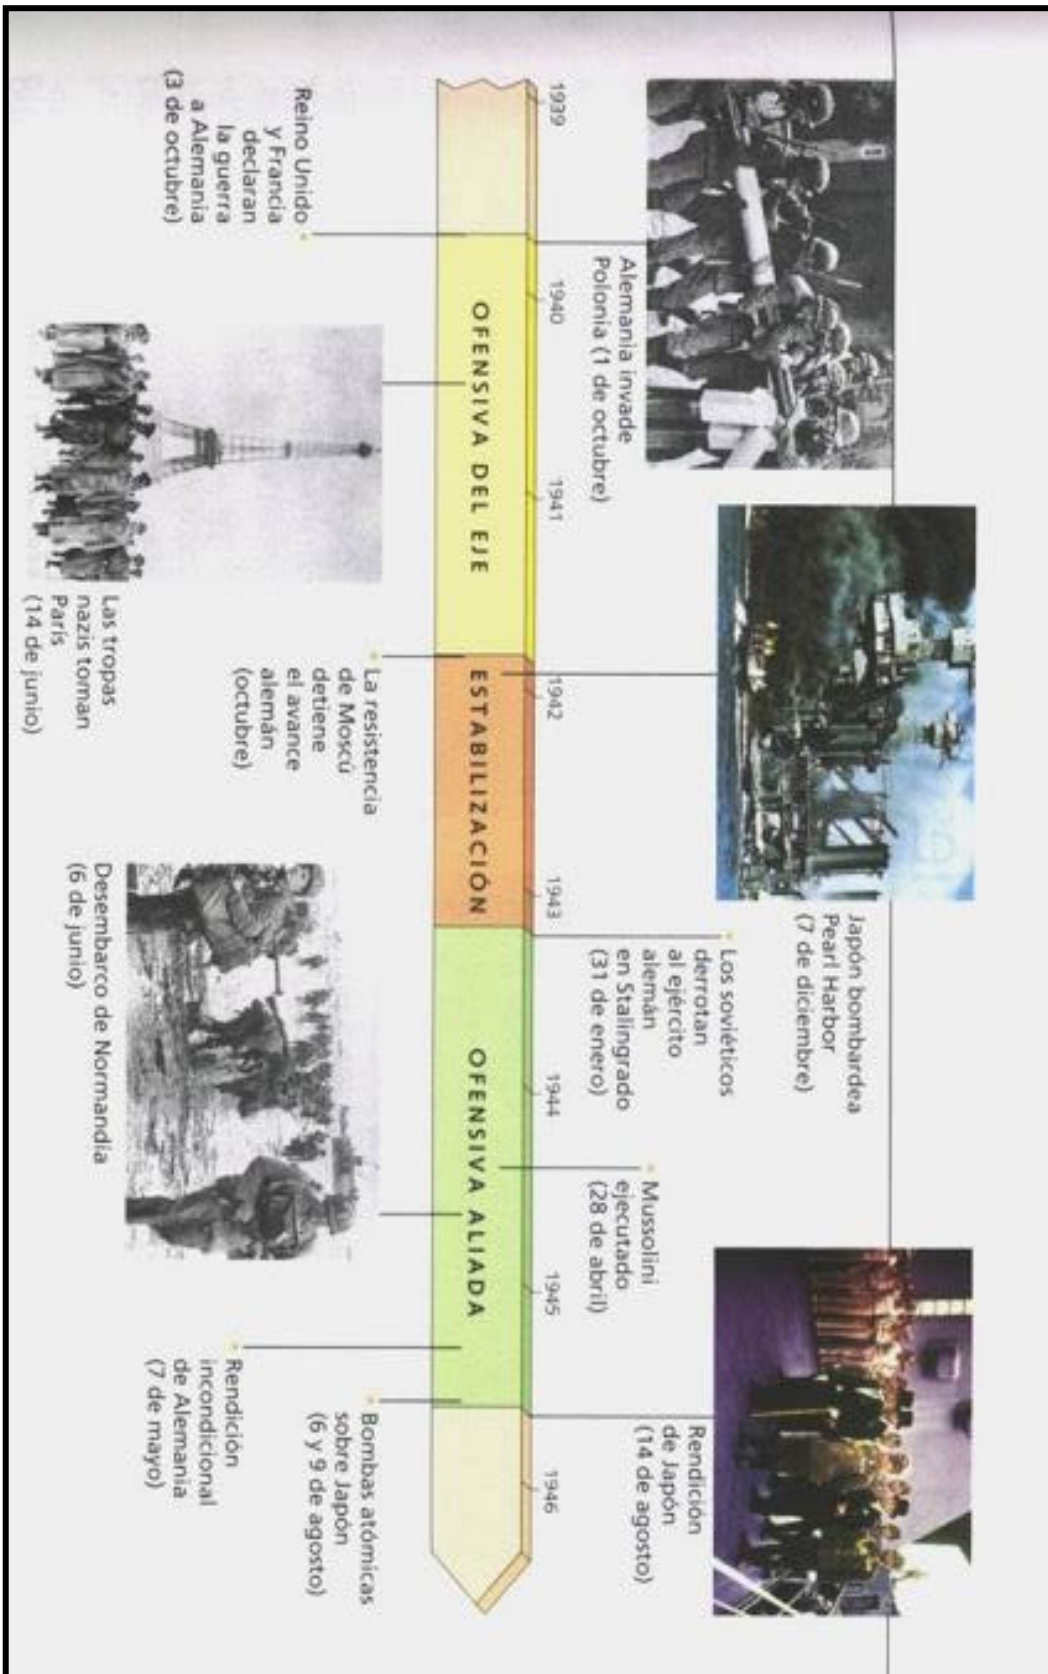 Alemania invade
Polonia (1 de octubre)
Japón bombardea
Pearl Harbor
(7 de diciembre)
Los soviéticos
derrotan
al ejército
alemán
en Stalingrado
(31 de enero)
Mussolini
ejecutado
(28 de abril)
Rendición
de Japón
(14 de agosto)
1939
1940
1941
1942
1943
1944
1945
1946
OFENSIVA DEL EJE
ESTABILIZACIÓN
OFENSIVA ALIADA
Reino Unido
y Francia
declaran
la guerra
a Alemania
(3 de octubre)
Las tropas
nazis toman
París
(14 de junio)
La resistencia
de Moscú
detiene
el avance
alemán
(octubre)
Desembarco de Normandía
(6 de junio)
Rendición
incondicional
de Alemania
(7 de mayo)
Bombas atómicas
sobre Japón
(6 y 9 de agosto)